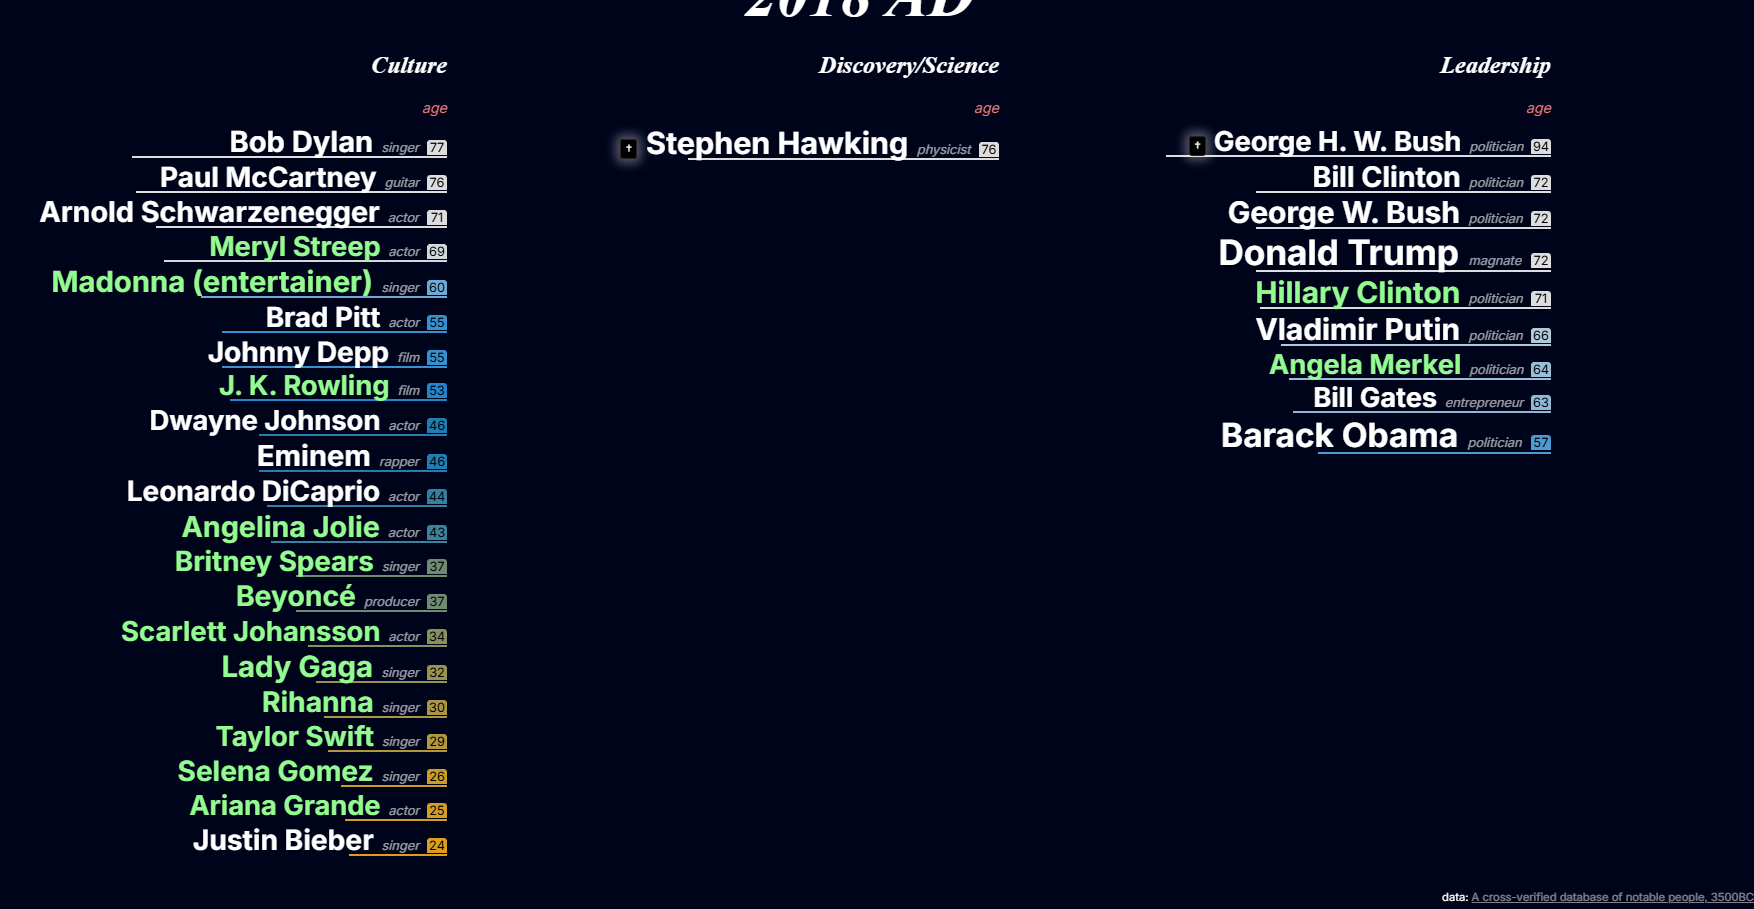 2018 AD
Culture
age
Bob Dylan singer 77
Paul McCartney guitar 76
Arnold Schwarzenegger actor 71
Meryl Streep actor 69
Madonna (entertainer) singer 60
Brad Pitt actor 55
Johnny Depp film 55
J. K. Rowling film 53
Dwayne Johnson actor 46
Eminem rapper 46
Leonardo DiCaprio actor 44
Angelina Jolie actor 43
Britney Spears singer 37
Beyoncé producer 37
Scarlett Johansson actor 34
Lady Gaga singer 32
Rihanna singer 30
Taylor Swift singer 29
Selena Gomez singer 26
Ariana Grande actor 25
Justin Bieber singer 24
Discovery/Science
age
Stephen Hawking physicist 76
Leadership
age
George H. W. Bush politician 94
Bill Clinton politician 72
George W. Bush politician 72
Donald Trump magnate 72
Hillary Clinton politician 71
Vladimir Putin politician 66
Angela Merkel politician 64
Bill Gates entrepreneur 63
Barack Obama politician 57
data: A cross-verified database of notable people, 3500BC